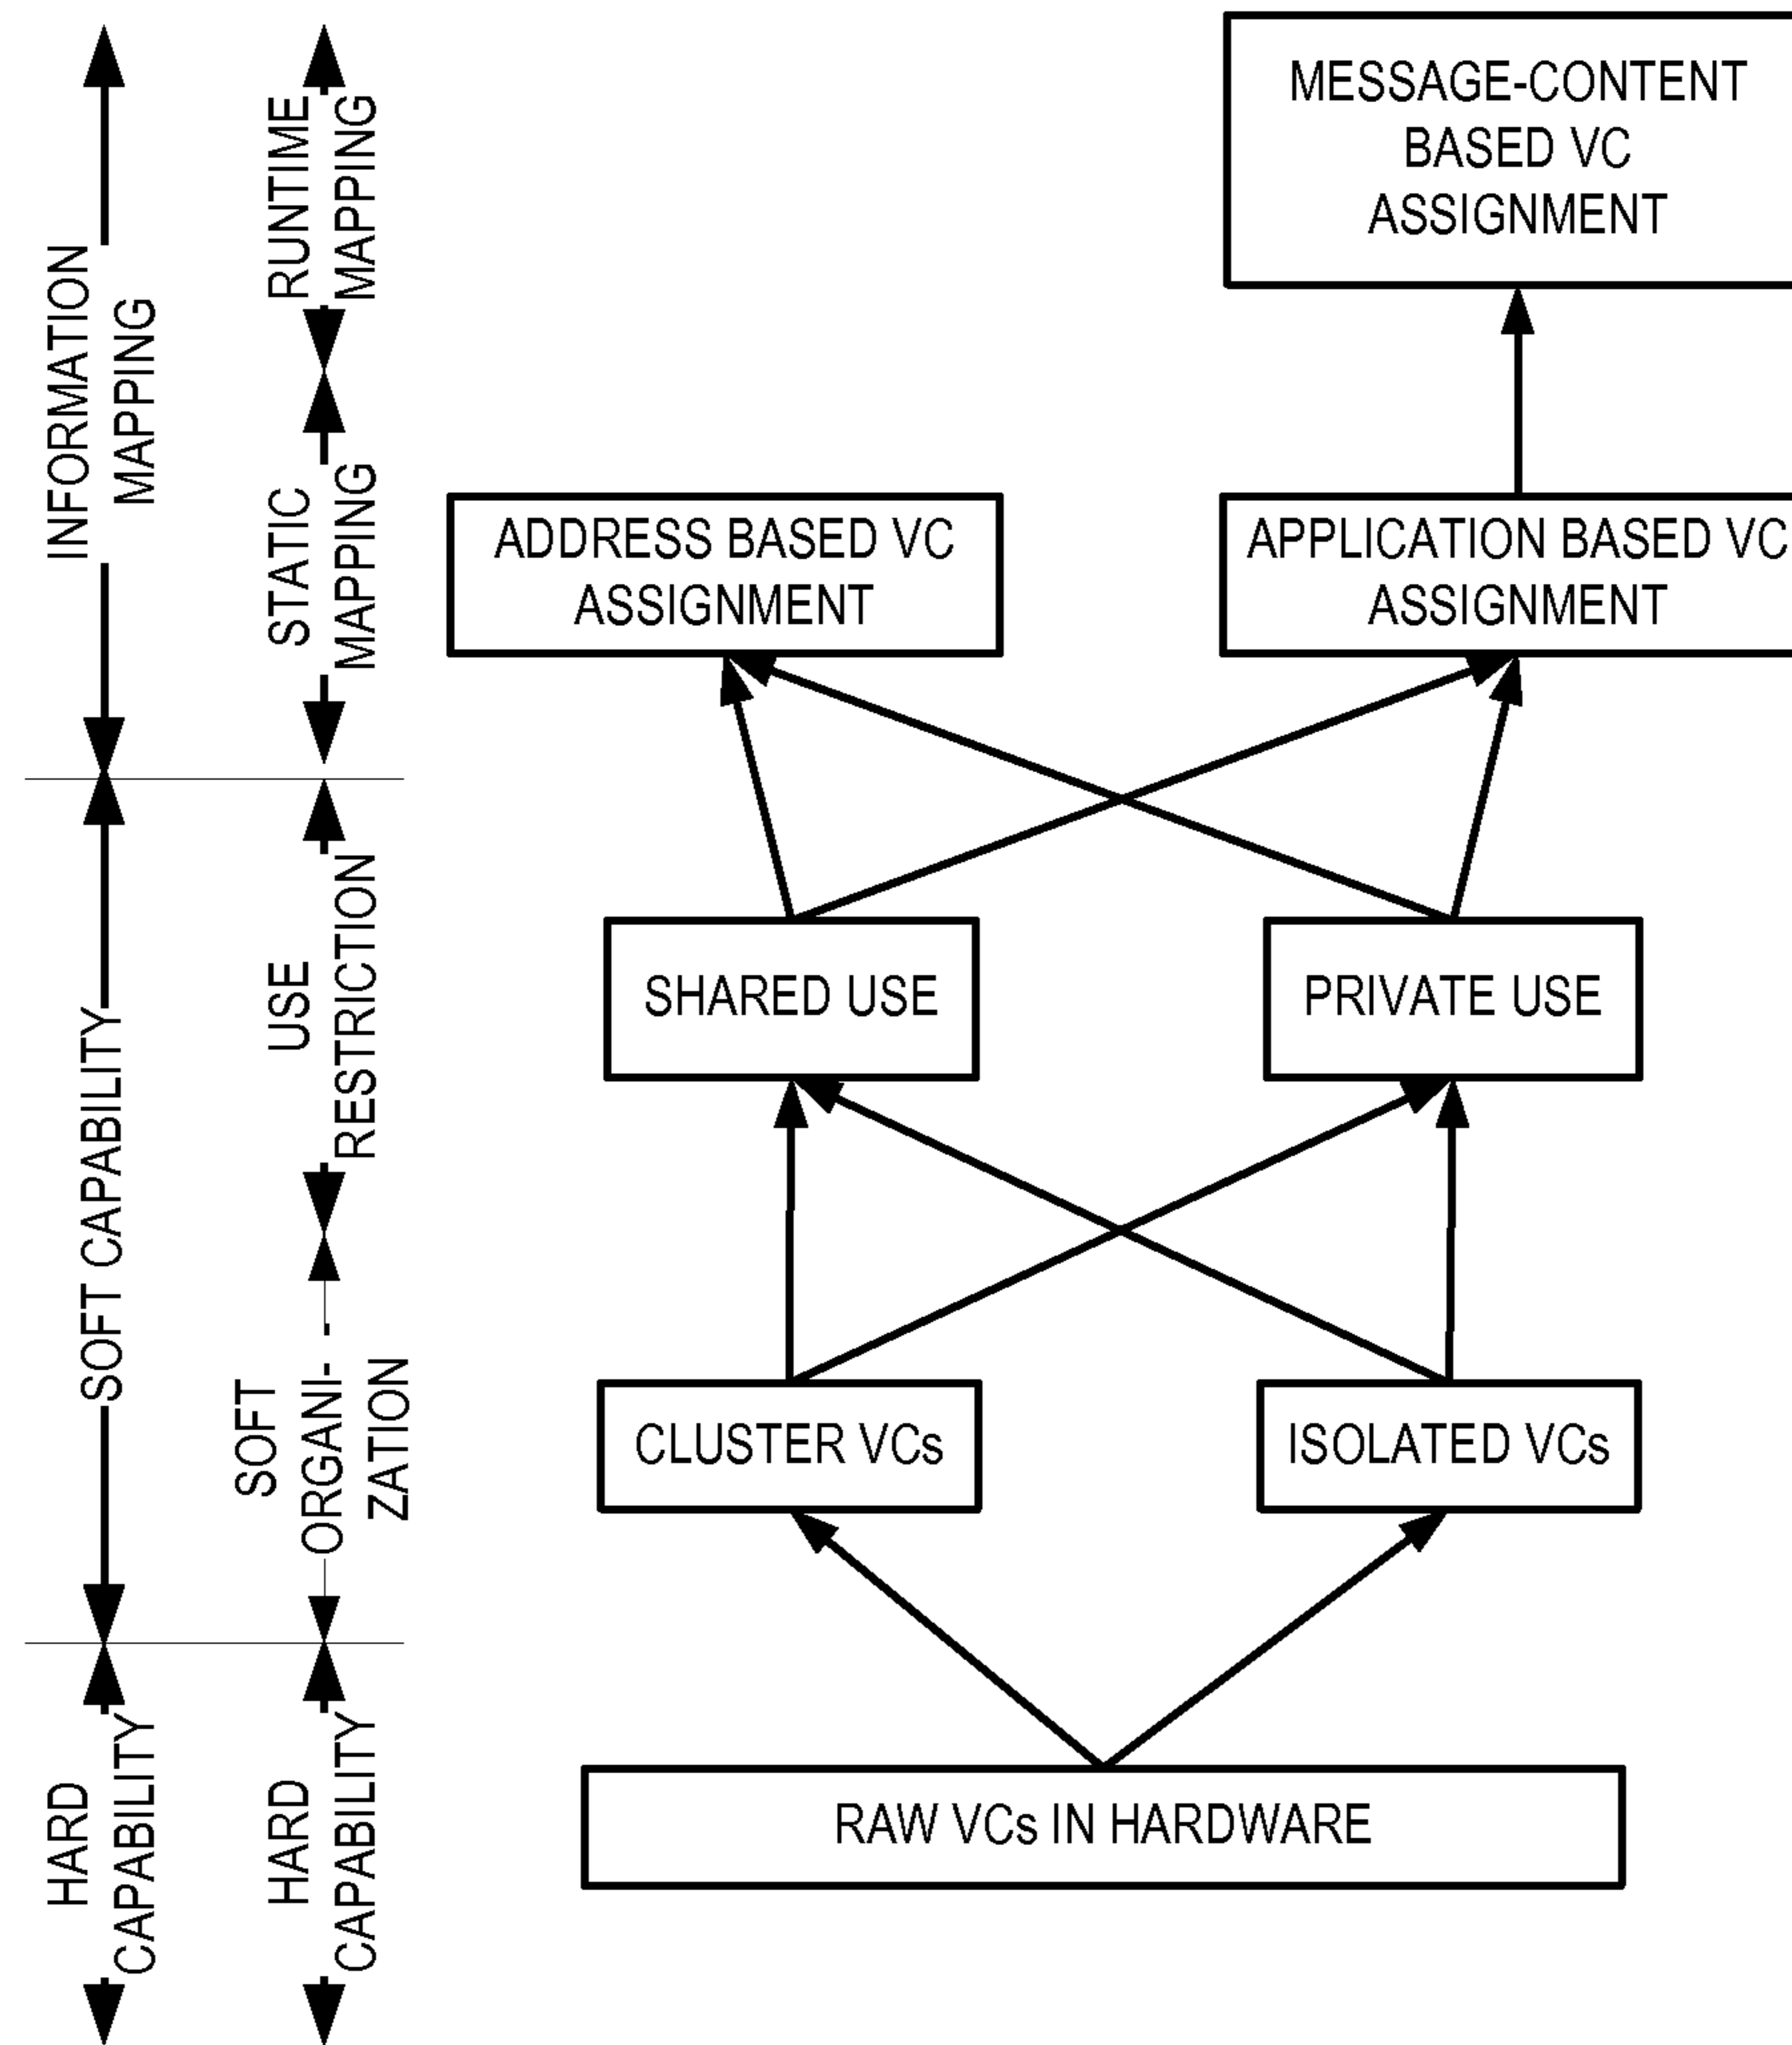 INFORMATION
MAPPING
SOFT CAPABILITY
HARD
CAPABILITY
RUNTIME
MAPPING
STATIC
MAPPING
USE
RESTRICTION
SOFT
ORGANI- -
ZATION
HARD
CAPABILITY
MESSAGE-CONTENT
BASED VC
ASSIGNMENT
ADDRESS BASED VC
ASSIGNMENT
APPLICATION BASED VC
ASSIGNMENT
SHARED USE
PRIVATE USE
CLUSTER VCs
ISOLATED VCs
RAW VCs IN HARDWARE